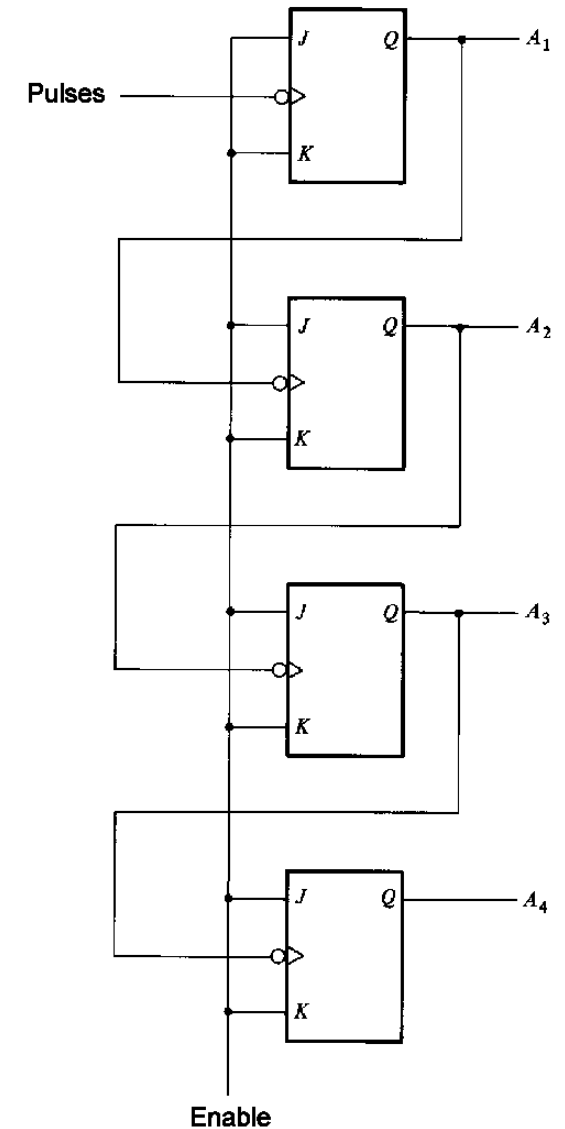 J Q A₁
Pulses
K
J Q A₂
K
J Q A₃
K
J Q A₄
K
Enable